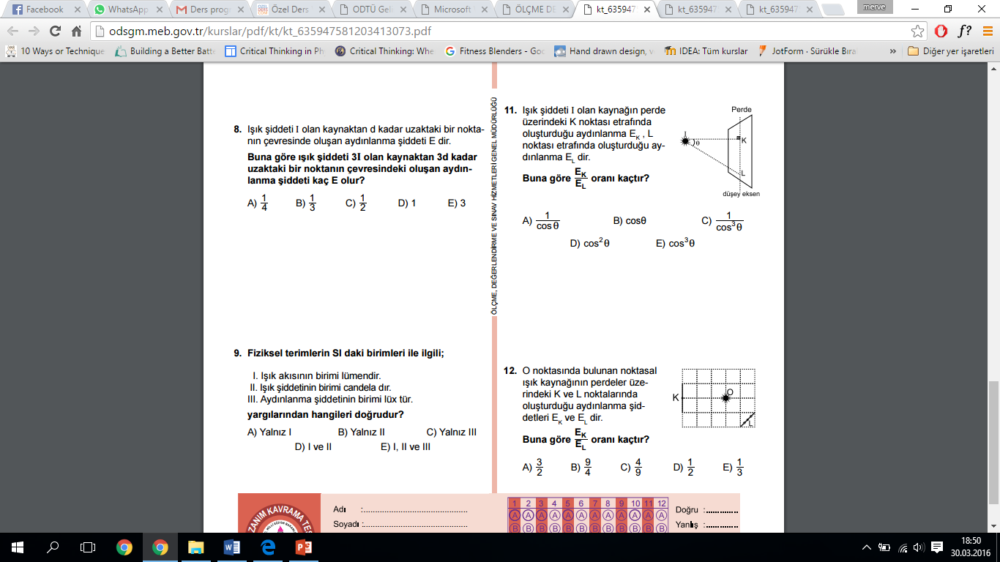 Facebook
WhatsApp
Ders prog
Özel Ders
ODTÜ Geli
Microsoft
ÖLÇME DE
kt_635947
kt_635947
kt_635947
merve
odsgm.meb.gov.tr/kurslar/pdf/kt/kt_635947581203413073.pdf
f?
10 Ways or Technique
Building a Better Batt
Critical Thinking in Ph
Critical Thinking: Whe
Fitness Blenders - Goo
Hand drawn design, v
IDEA: Tüm kurslar
JotForm · Sürükle Bıra
»
Diğer yer işaretleri
8. Işık şiddeti I olan kaynaktan d kadar uzaktaki bir nokta-
nın çevresinde oluşan aydınlanma şiddeti E dir.
Buna göre ışık şiddeti 3I olan kaynaktan 3d kadar
uzaktaki bir noktanın çevresindeki oluşan aydın-
lanma şiddeti kaç E olur?
A) 1/4 B) 1/3 C) 1/2 D) 1 E) 3
9. Fiziksel terimlerin SI daki birimleri ile ilgili;
I. Işık akısının birimi lümendir.
II. Işık şiddetinin birimi candela dır.
III. Aydınlanma şiddetinin birimi lüx tür.
yargılarından hangileri doğrudur?
A) Yalnız I B) Yalnız II C) Yalnız III
D) I ve II E) I, II ve III
ÖLÇME, DEĞERLENDİRME VE SINAV HİZMETLERİ GENEL MÜDÜRLÜĞÜ
11. Işık şiddeti I olan kaynağın perde
üzerindeki K noktası etrafında
oluşturduğu aydınlanma E_K , L
noktası etrafında oluşturduğu ay-
dınlanma E_L dir.
Buna göre E_K/E_L oranı kaçtır?
Perde
I
θ
K
L
düşey eksen
A) 1/cosθ B) cosθ C) 1/cos³θ
D) cos²θ E) cos³θ
12. O noktasında bulunan noktasal
ışık kaynağının perdeler üze-
rindeki K ve L noktalarında
oluşturduğu aydınlanma şid-
detleri E_K ve E_L dir.
Buna göre E_K/E_L oranı kaçtır?
K
O
L
A) 3/2 B) 9/4 C) 4/9 D) 1/2 E) 1/3
ZANIM KAVRAMA TES
Adı :
Soyadı :
1 2 3 4 5 6 7 8 9 10 11 12
A A A A A A A A A A A A
B B B B B B B B B B B B
Doğru :
Yanlış :
18:50
30.03.2016